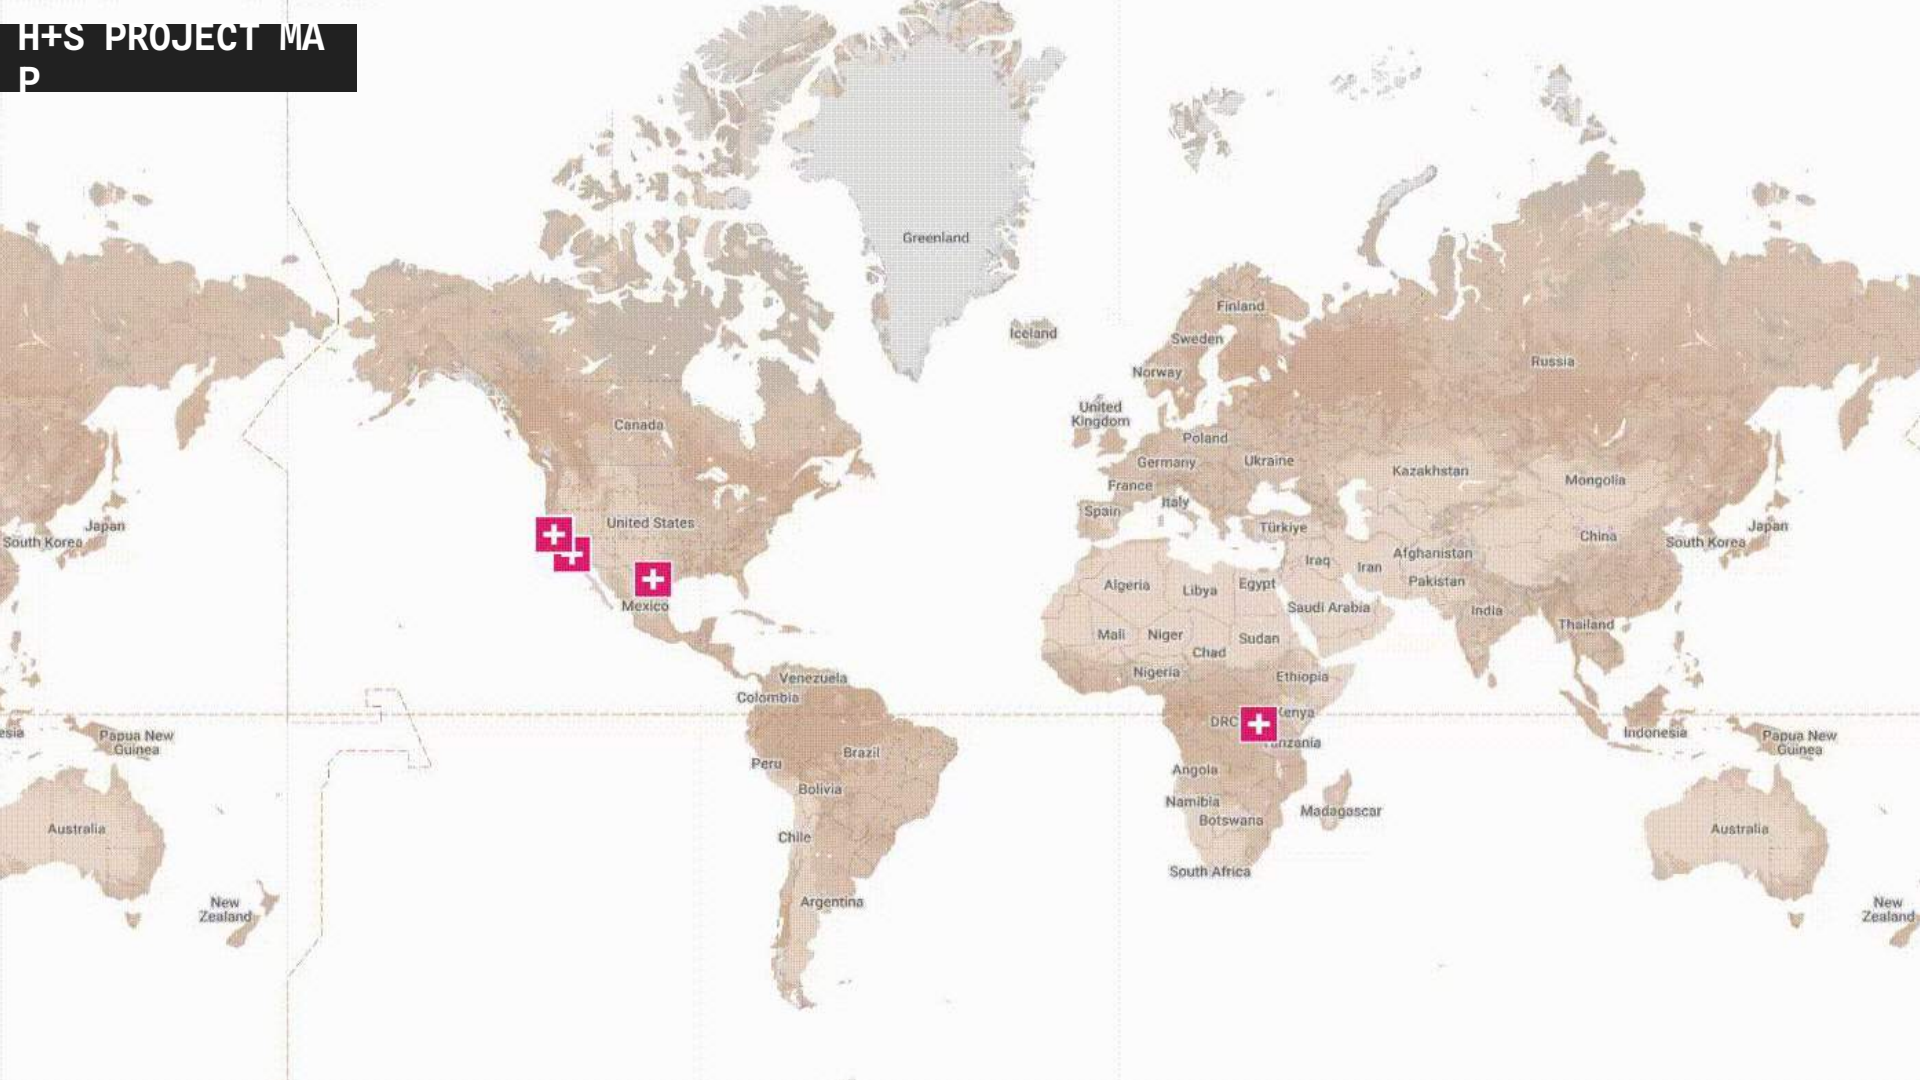 H+S PROJECT MA
P
Greenland
Iceland
Finland
Sweden
Norway
Russia
United
Kingdom
Canada
Poland
Germany
Ukraine
Kazakhstan
Mongolia
France
Italy
Spain
Türkiye
Japan
South Korea
United States
China
Japan
South Korea
Afghanistan
Iraq
Iran
Pakistan
Algeria
Libya
Egypt
Saudi Arabia
India
Thailand
Mexico
Mali
Niger
Sudan
Chad
Nigeria
Ethiopia
Venezuela
Colombia
DRC
Kenya
Tanzania
esia
Papua New
Guinea
Indonesia
Papua New
Guinea
Brazil
Peru
Bolivia
Angola
Namibia
Botswana
Madagascar
Australia
Chile
Australia
South Africa
Argentina
New
Zealand
New
Zealand